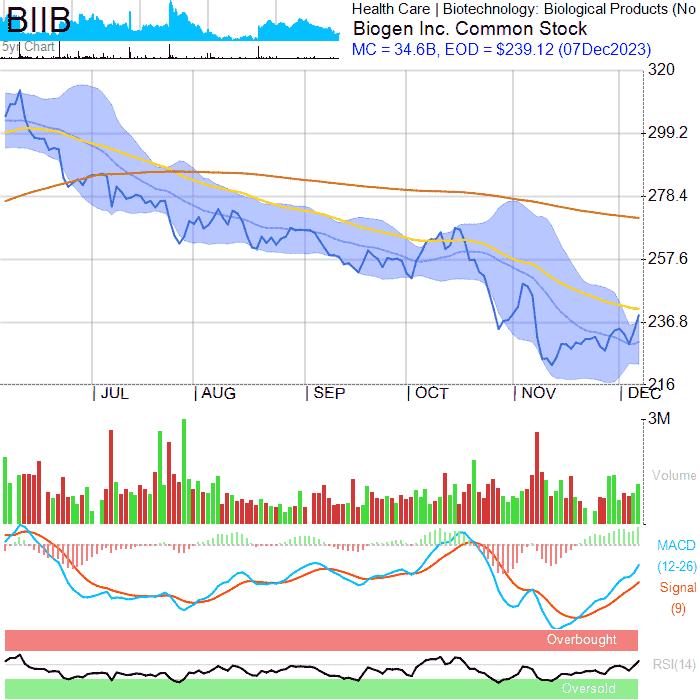 BIIB
5yr Chart
Health Care | Biotechnology: Biological Products (No
Biogen Inc. Common Stock
MC = 34.6B, EOD = $239.12 (07Dec2023)
320
299.2
278.4
257.6
236.8
216
JUL AUG SEP OCT NOV DEC
3M
Volume
MACD
(12-26)
Signal
(9)
Overbought
RSI(14)
Oversold